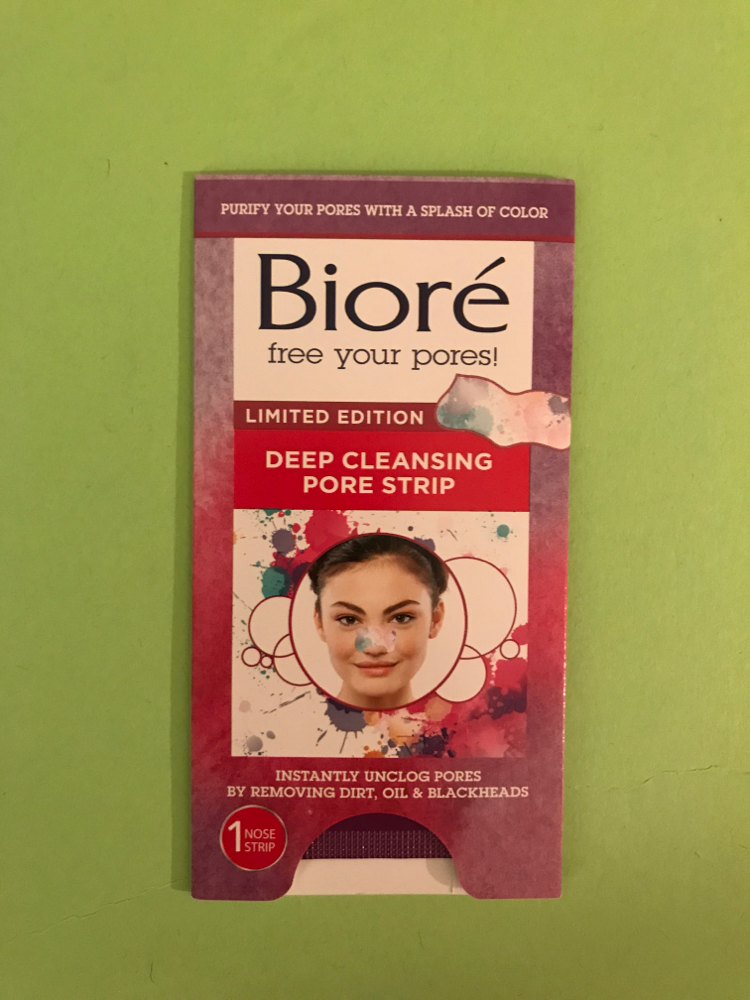 PURIFY YOUR PORES WITH A SPLASH OF COLOR
Bioré
free your pores!
LIMITED EDITION
DEEP CLEANSING
PORE STRIP
INSTANTLY UNCLOG PORES
BY REMOVING DIRT, OIL & BLACKHEADS
1 NOSE
STRIP